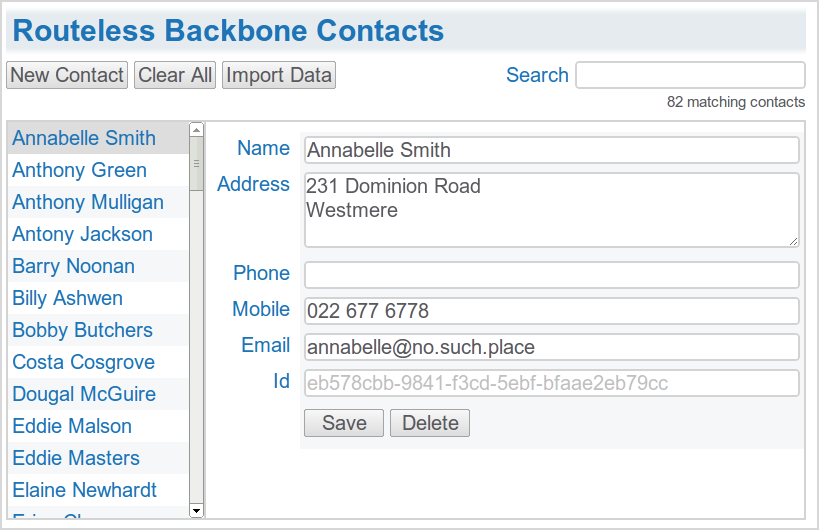 Routeless Backbone Contacts
New Contact Clear All Import Data Search
82 matching contacts
Annabelle Smith
Anthony Green
Anthony Mulligan
Antony Jackson
Barry Noonan
Billy Ashwen
Bobby Butchers
Costa Cosgrove
Dougal McGuire
Eddie Malson
Eddie Masters
Elaine Newhardt
Name Annabelle Smith
Address 231 Dominion Road
Westmere
Phone
Mobile 022 677 6778
Email annabelle@no.such.place
Id eb578cbb-9841-f3cd-5ebf-bfaae2eb79cc
Save Delete